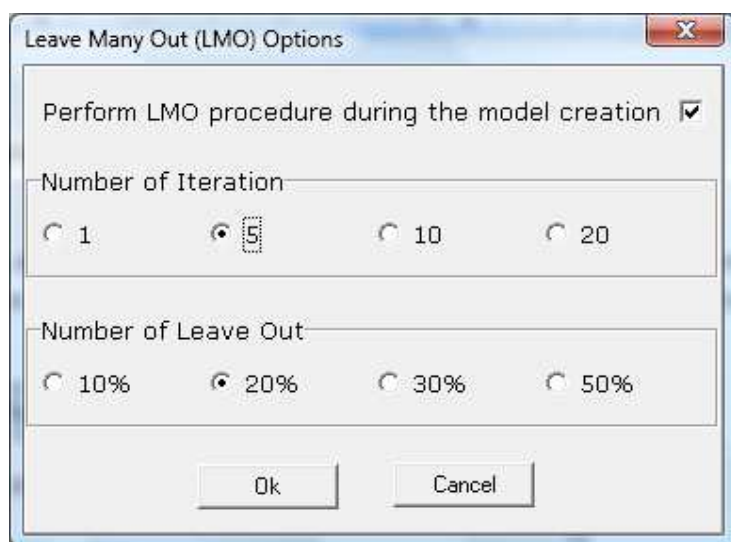 Leave Many Out (LMO) Options
Perform LMO procedure during the model creation
Number of Iteration
1 5 10 20
Number of Leave Out
10% 20% 30% 50%
Ok Cancel